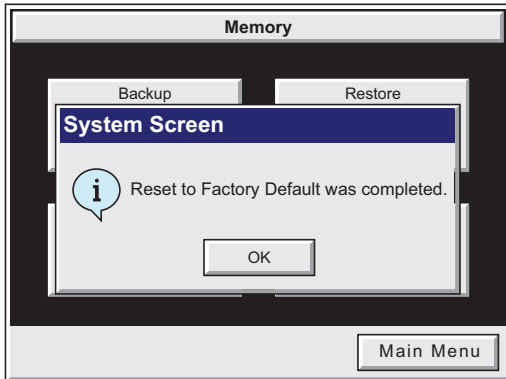 Memory
Backup Restore
System Screen
i
Reset to Factory Default was completed.
OK
Main Menu